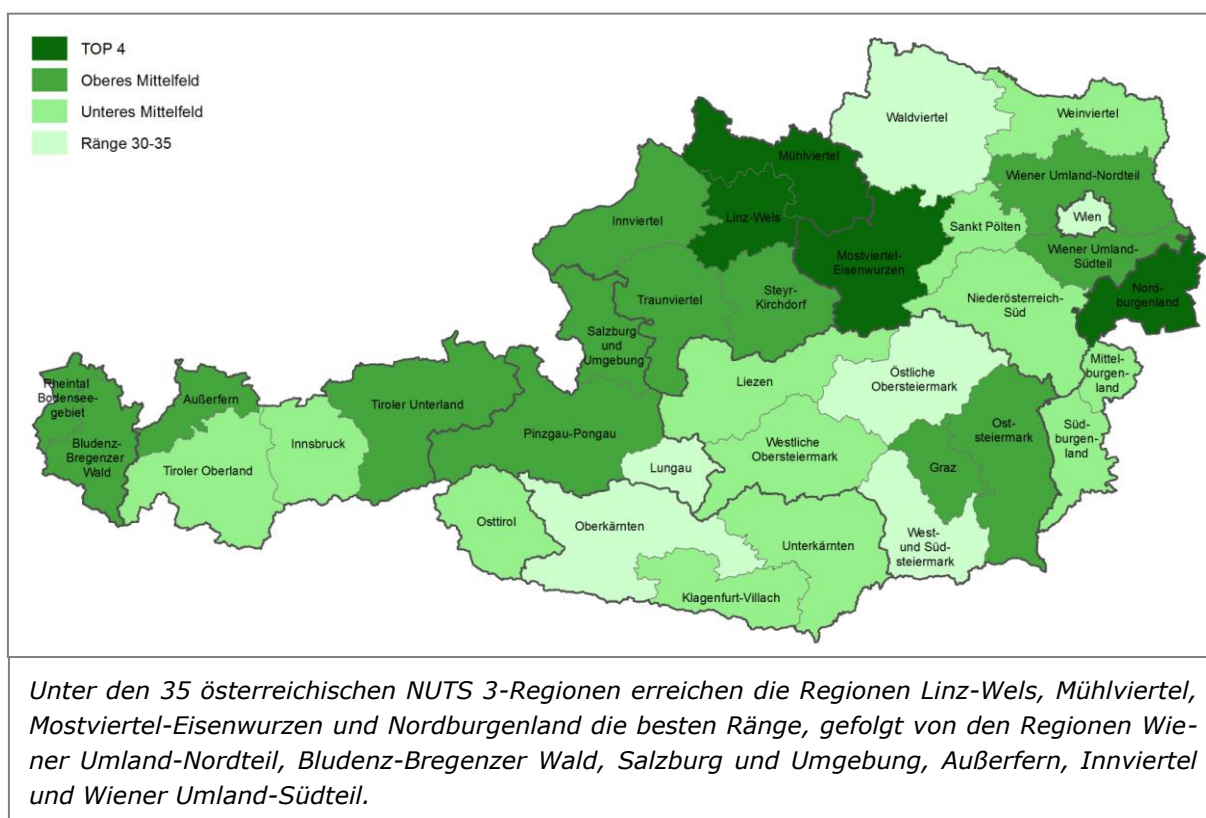 TOP 4
Oberes Mittelfeld
Unteres Mittelfeld
Ränge 30-35
Waldviertel
Weinviertel
Mühlviertel
Wiener Umland-Nordteil
Innviertel
Linz-Wels
Sankt Pölten
Wien
Mostviertel-
Eisenwurzen
Wiener Umland-
Südteil
Nord-
burgenland
Traunviertel
Steyr-
Kirchdorf
Niederösterreich-
Süd
Salzburg
und
Umgebung
Mittel-
burgen-
land
Rheintal
Bodensee-
gebiet
Außerfern
Tiroler Unterland
Liezen
Östliche
Obersteiermark
Bludenz-
Bregenzer
Wald
Innsbruck
Pinzgau-Pongau
Westliche
Obersteiermark
Ost-
steiermark
Süd-
burgen-
land
Tiroler Oberland
Lungau
Graz
Osttirol
Oberkärnten
Unterkärnten
West-
und Süd-
steiermark
Klagenfurt-Villach
Unter den 35 österreichischen NUTS 3-Regionen erreichen die Regionen Linz-Wels, Mühlviertel,
Mostviertel-Eisenwurzen und Nordburgenland die besten Ränge, gefolgt von den Regionen Wie-
ner Umland-Nordteil, Bludenz-Bregenzer Wald, Salzburg und Umgebung, Außerfern, Innviertel
und Wiener Umland-Südteil.